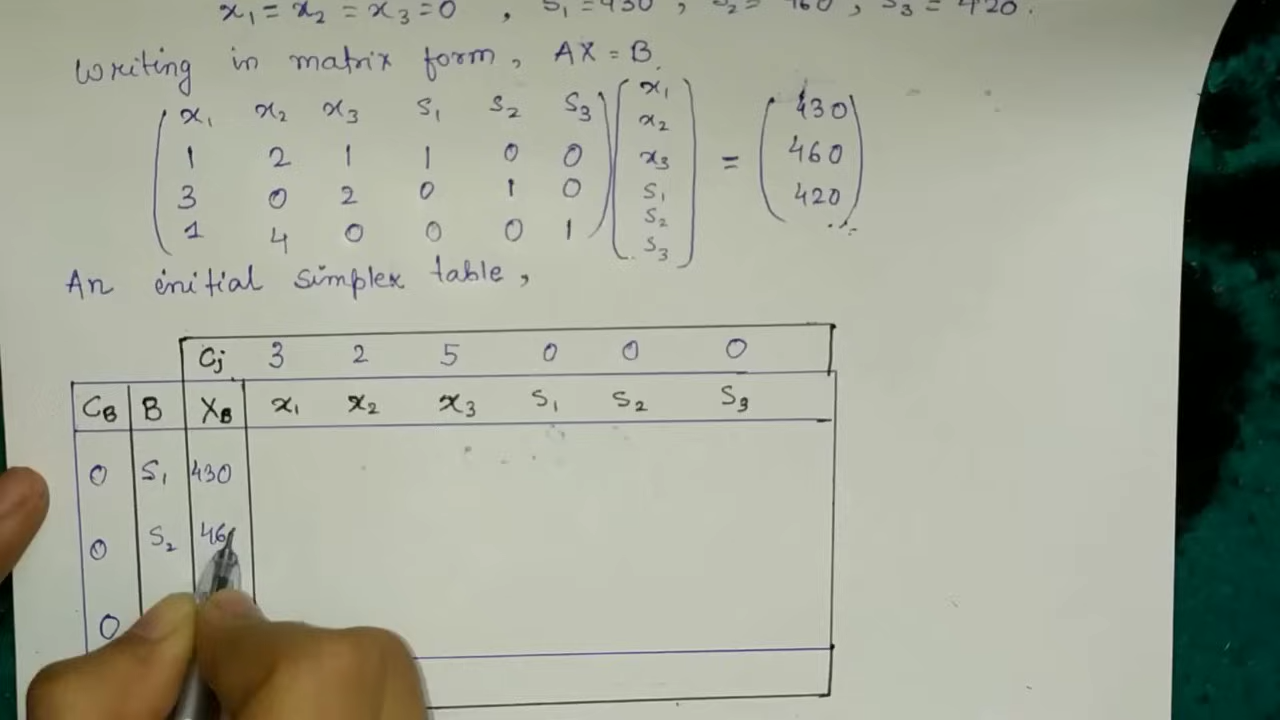 x₁ = x₂ = x₃ = 0 , S₁ = 430 , S₂ = 460 , S₃ = 420.
Writing in matrix form, AX = B.
x₁ x₂ x₃ S₁ S₂ S₃
1 2 1 1 0 0
3 0 2 0 1 0
1 4 0 0 0 1
x₁
x₂
x₃
S₁
S₂
S₃
=
430
460
420
An initial simplex table,
Cj 3 2 5 0 0 0
CB B XB x₁ x₂ x₃ S₁ S₂ S₃
0 S₁ 430
0 S₂ 46
0